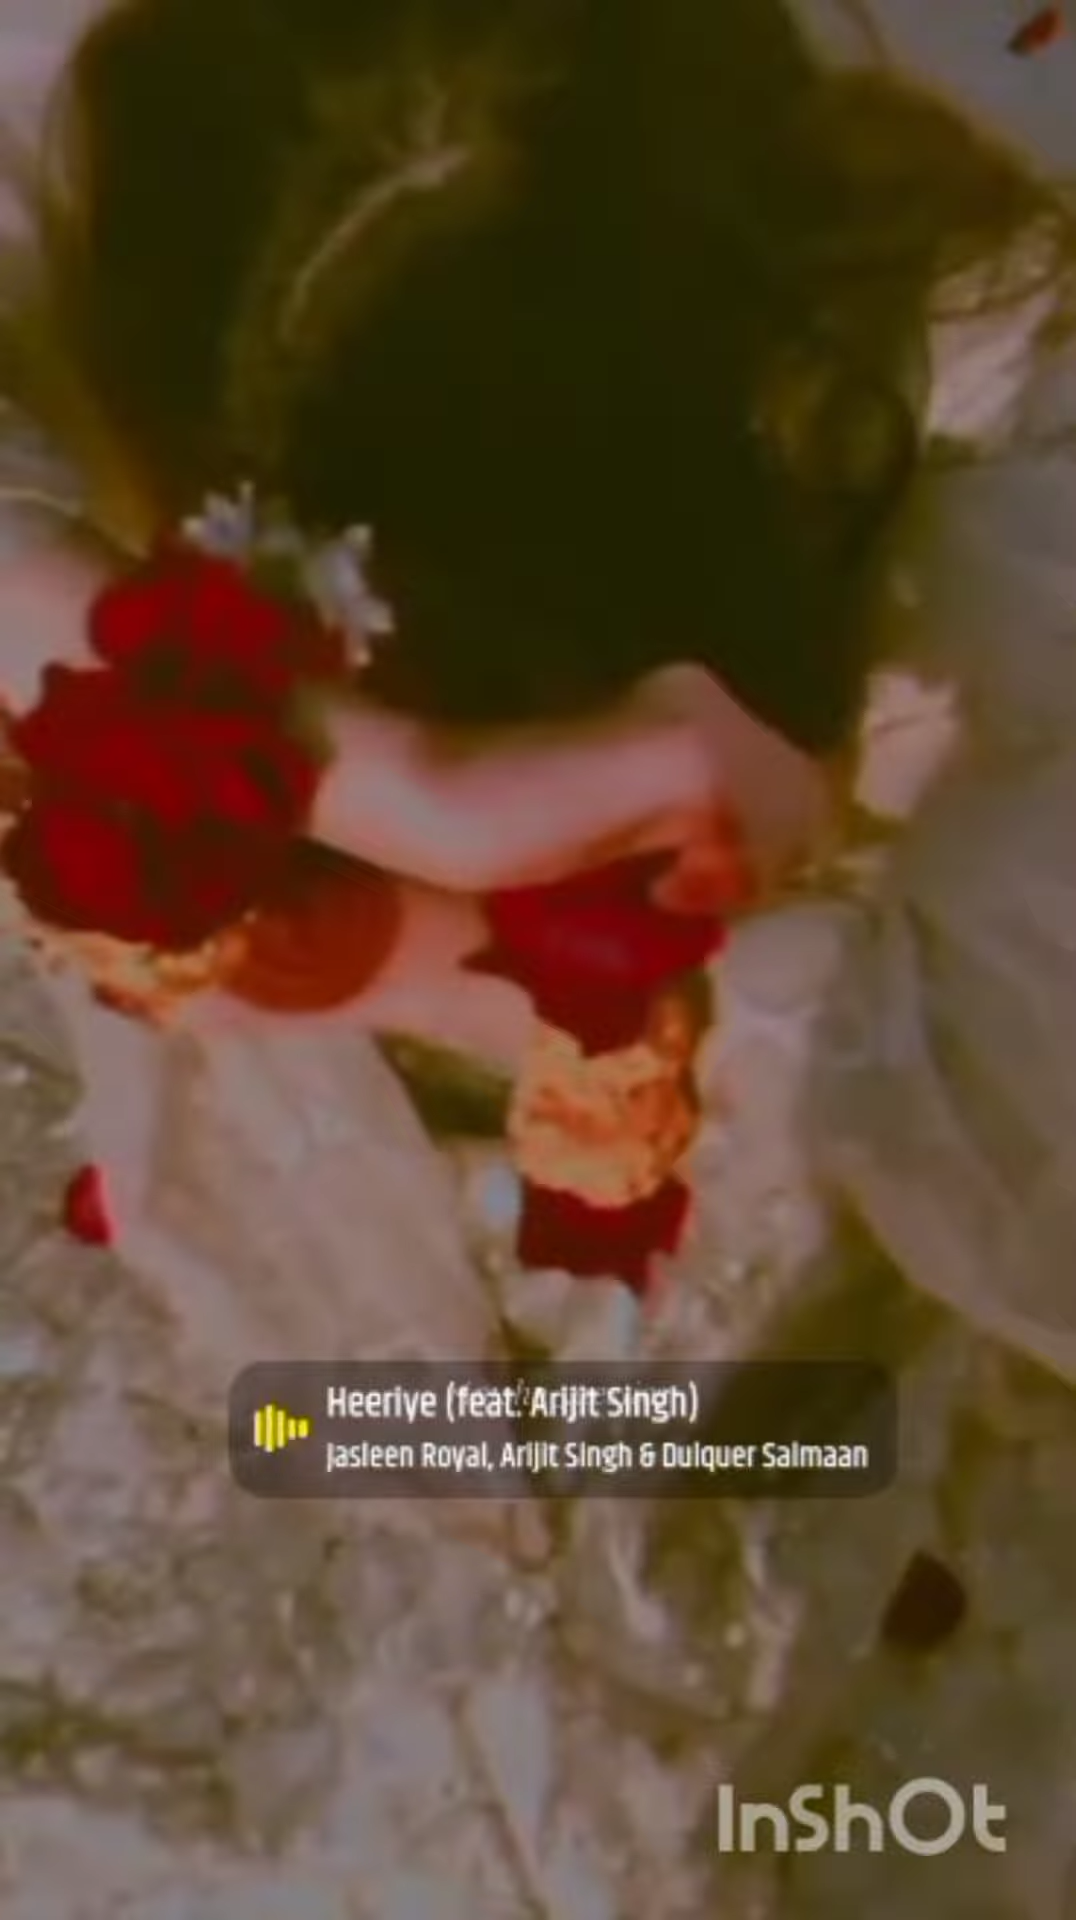 Heeriye (feat. Arijit Singh)
Jasleen Royal, Arijit Singh & Dulquer Salmaan
InShOt